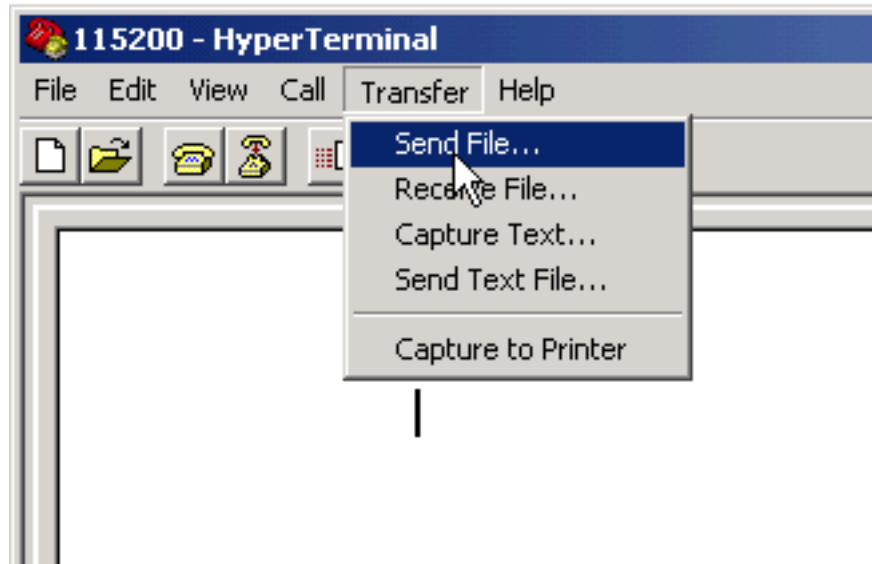 115200 - HyperTerminal
File Edit View Call Transfer Help
Send File...
Receive File...
Capture Text...
Send Text File...
Capture to Printer